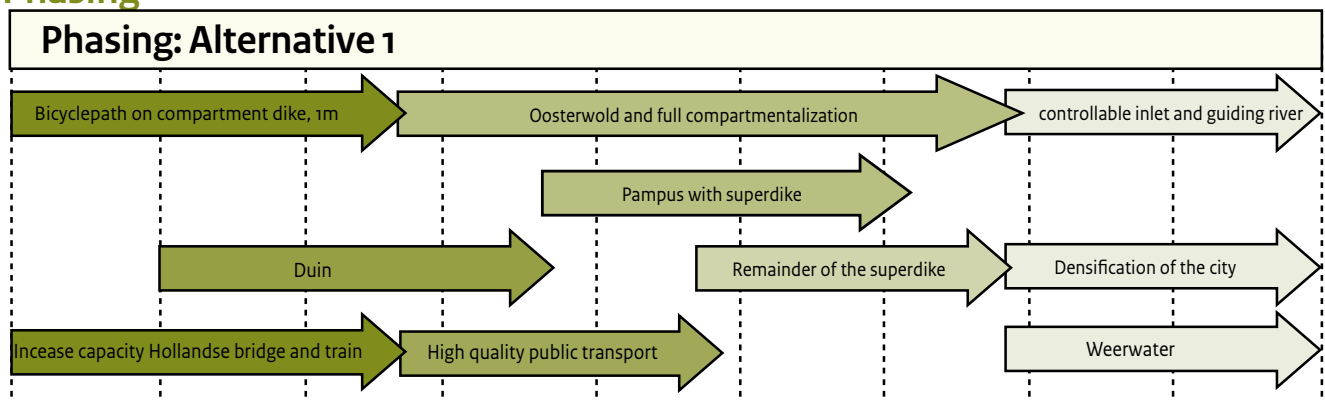 Phasing
Phasing: Alternative 1
Bicyclepath on compartment dike, 1m
Oosterwold and full compartmentalization
controllable inlet and guiding river
Pampus with superdike
Duin
Remainder of the superdike
Densification of the city
Incease capacity Hollandse bridge and train
High quality public transport
Weerwater